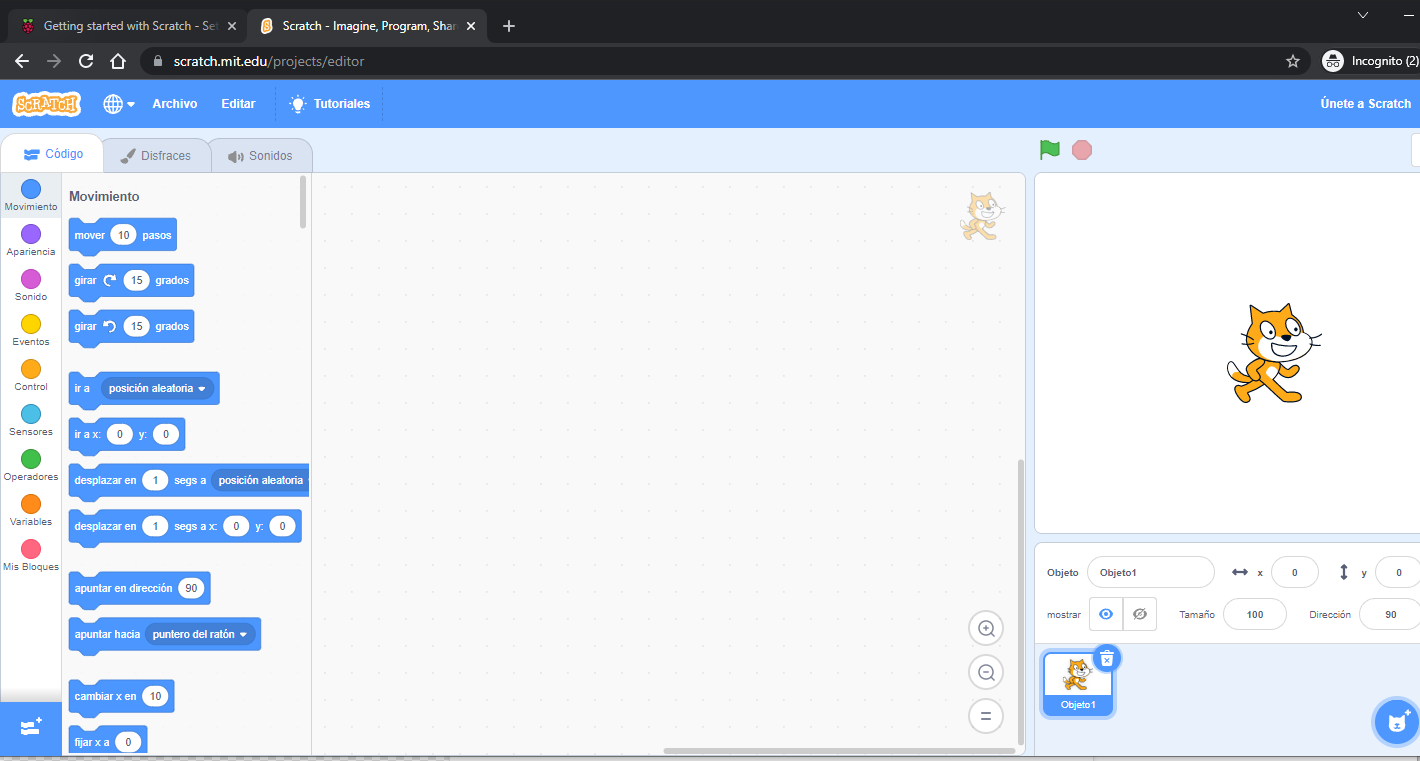 Getting started with Scratch - Se
Scratch - Imagine, Program, Shar
scratch.mit.edu/projects/editor
Incognito (2)
SCRATCH
Archivo
Editar
Tutoriales
Únete a Scratch
Código
Disfraces
Sonidos
Movimiento
Apariencia
Sonido
Eventos
Control
Sensores
Operadores
Variables
Mis Bloques
Movimiento
mover 10 pasos
girar 15 grados
girar 15 grados
ir a posición aleatoria
ir a x: 0 y: 0
desplazar en 1 segs a posición aleatoria
desplazar en 1 segs a x: 0 y: 0
apuntar en dirección 90
apuntar hacia puntero del ratón
cambiar x en 10
fijar x a 0
Objeto Objeto1 x 0 y 0
mostrar Tamaño 100 Dirección 90
Objeto1